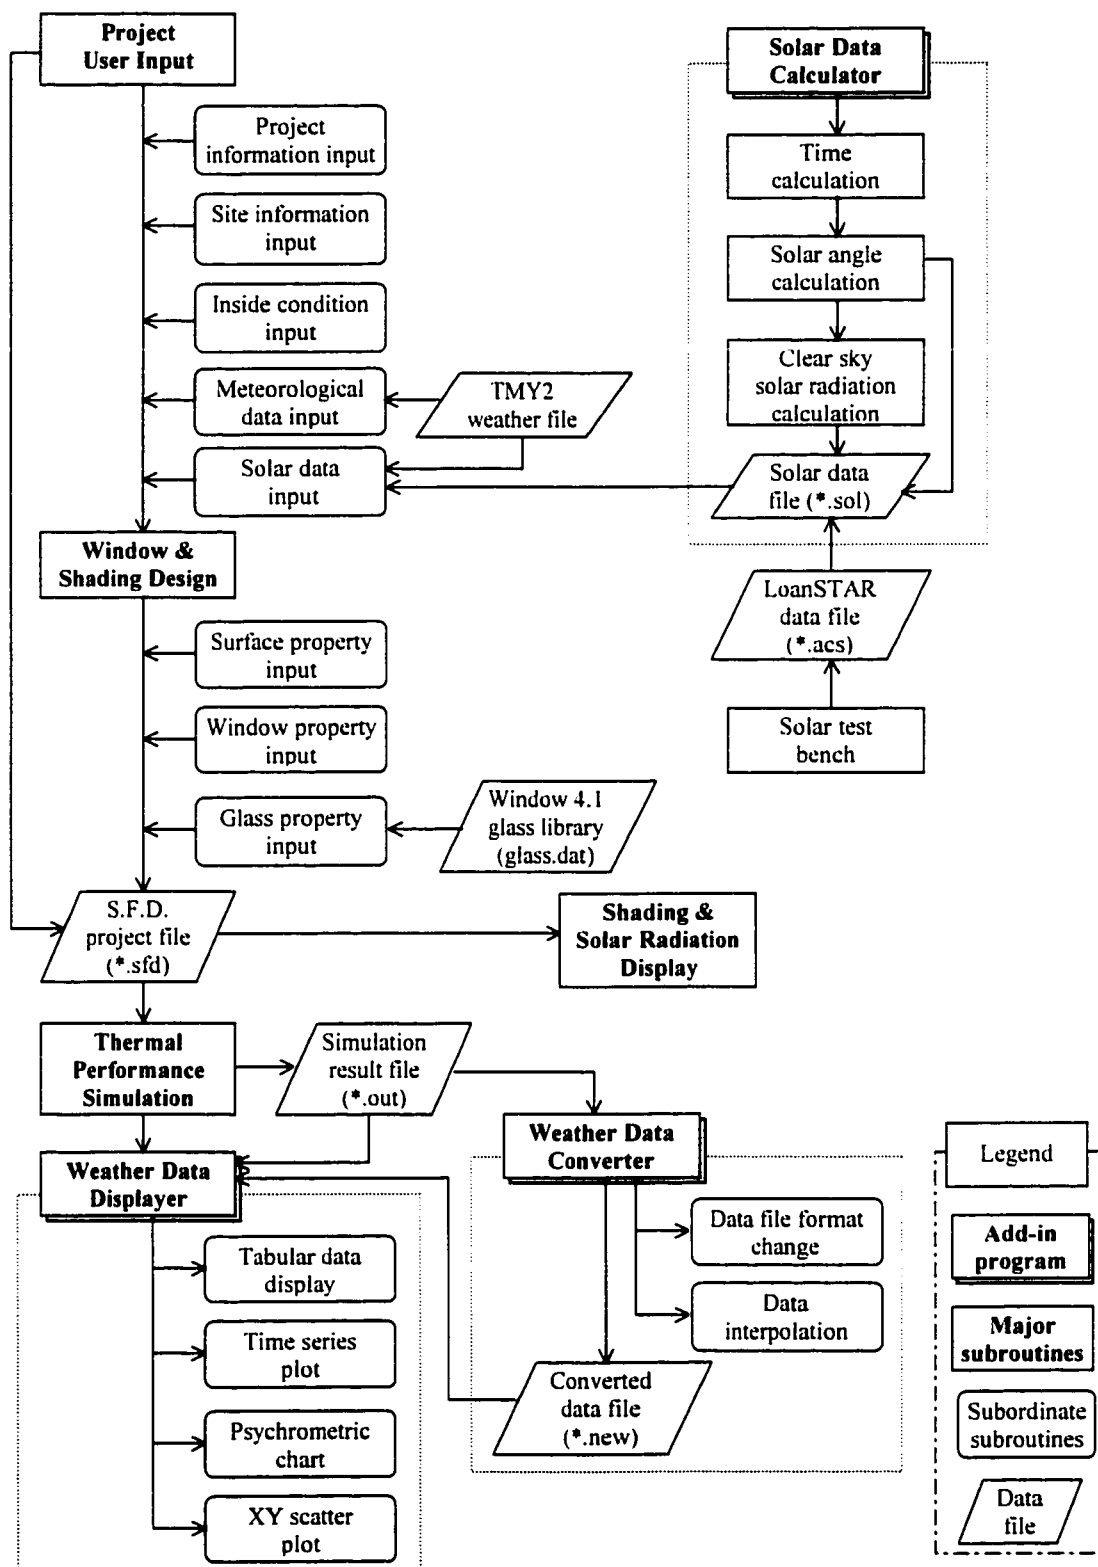 Project
User Input
Project
information input
Site information
input
Inside condition
input
Meteorological
data input
TMY2
weather file
Solar data
input
Solar Data
Calculator
Time
calculation
Solar angle
calculation
Clear sky
solar radiation
calculation
Solar data
file (*.sol)
LoanSTAR
data file
(*.acs)
Solar test
bench
Window &
Shading Design
Surface property
input
Window property
input
Glass property
input
Window 4.1
glass library
(glass.dat)
S.F.D.
project file
(*.sfd)
Shading &
Solar Radiation
Display
Thermal
Performance
Simulation
Simulation
result file
(*.out)
Weather Data
Displayer
Tabular data
display
Time series
plot
Psychrometric
chart
XY scatter
plot
Weather Data
Converter
Data file format
change
Data
interpolation
Converted
data file
(*.new)
Legend
Add-in
program
Major
subroutines
Subordinate
subroutines
Data
file